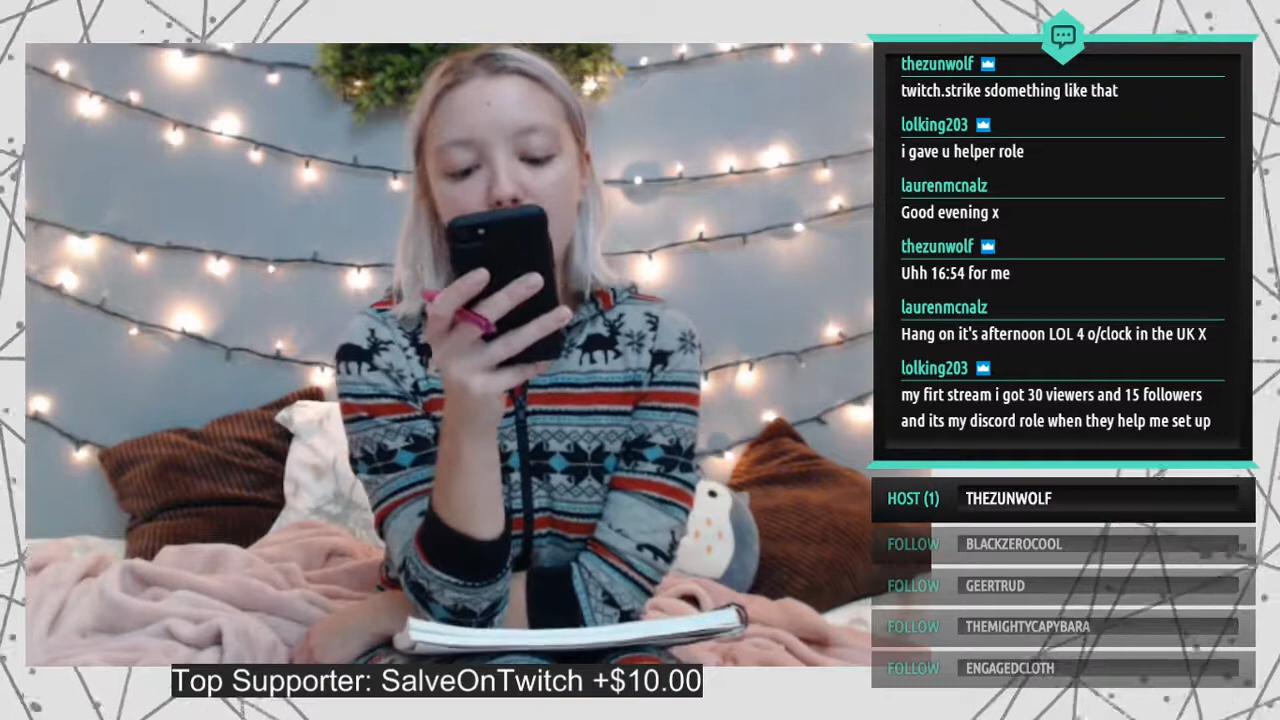 thezunwolf
twitch.strike sdomething like that
lolking203
i gave u helper role
laurenmcnalz
Good evening x
thezunwolf
Uhh 16:54 for me
laurenmcnalz
Hang on it's afternoon LOL 4 o/clock in the UK X
lolking203
my firt stream i got 30 viewers and 15 followers
and its my discord role when they help me set up
HOST (1) THEZUNWOLF
FOLLOW BLACKZEROCOOL
FOLLOW GEERTRUD
FOLLOW THEMIGHTYCAPYBARA
FOLLOW ENGAGEDCLOTH
Top Supporter: SalveOnTwitch +$10.00